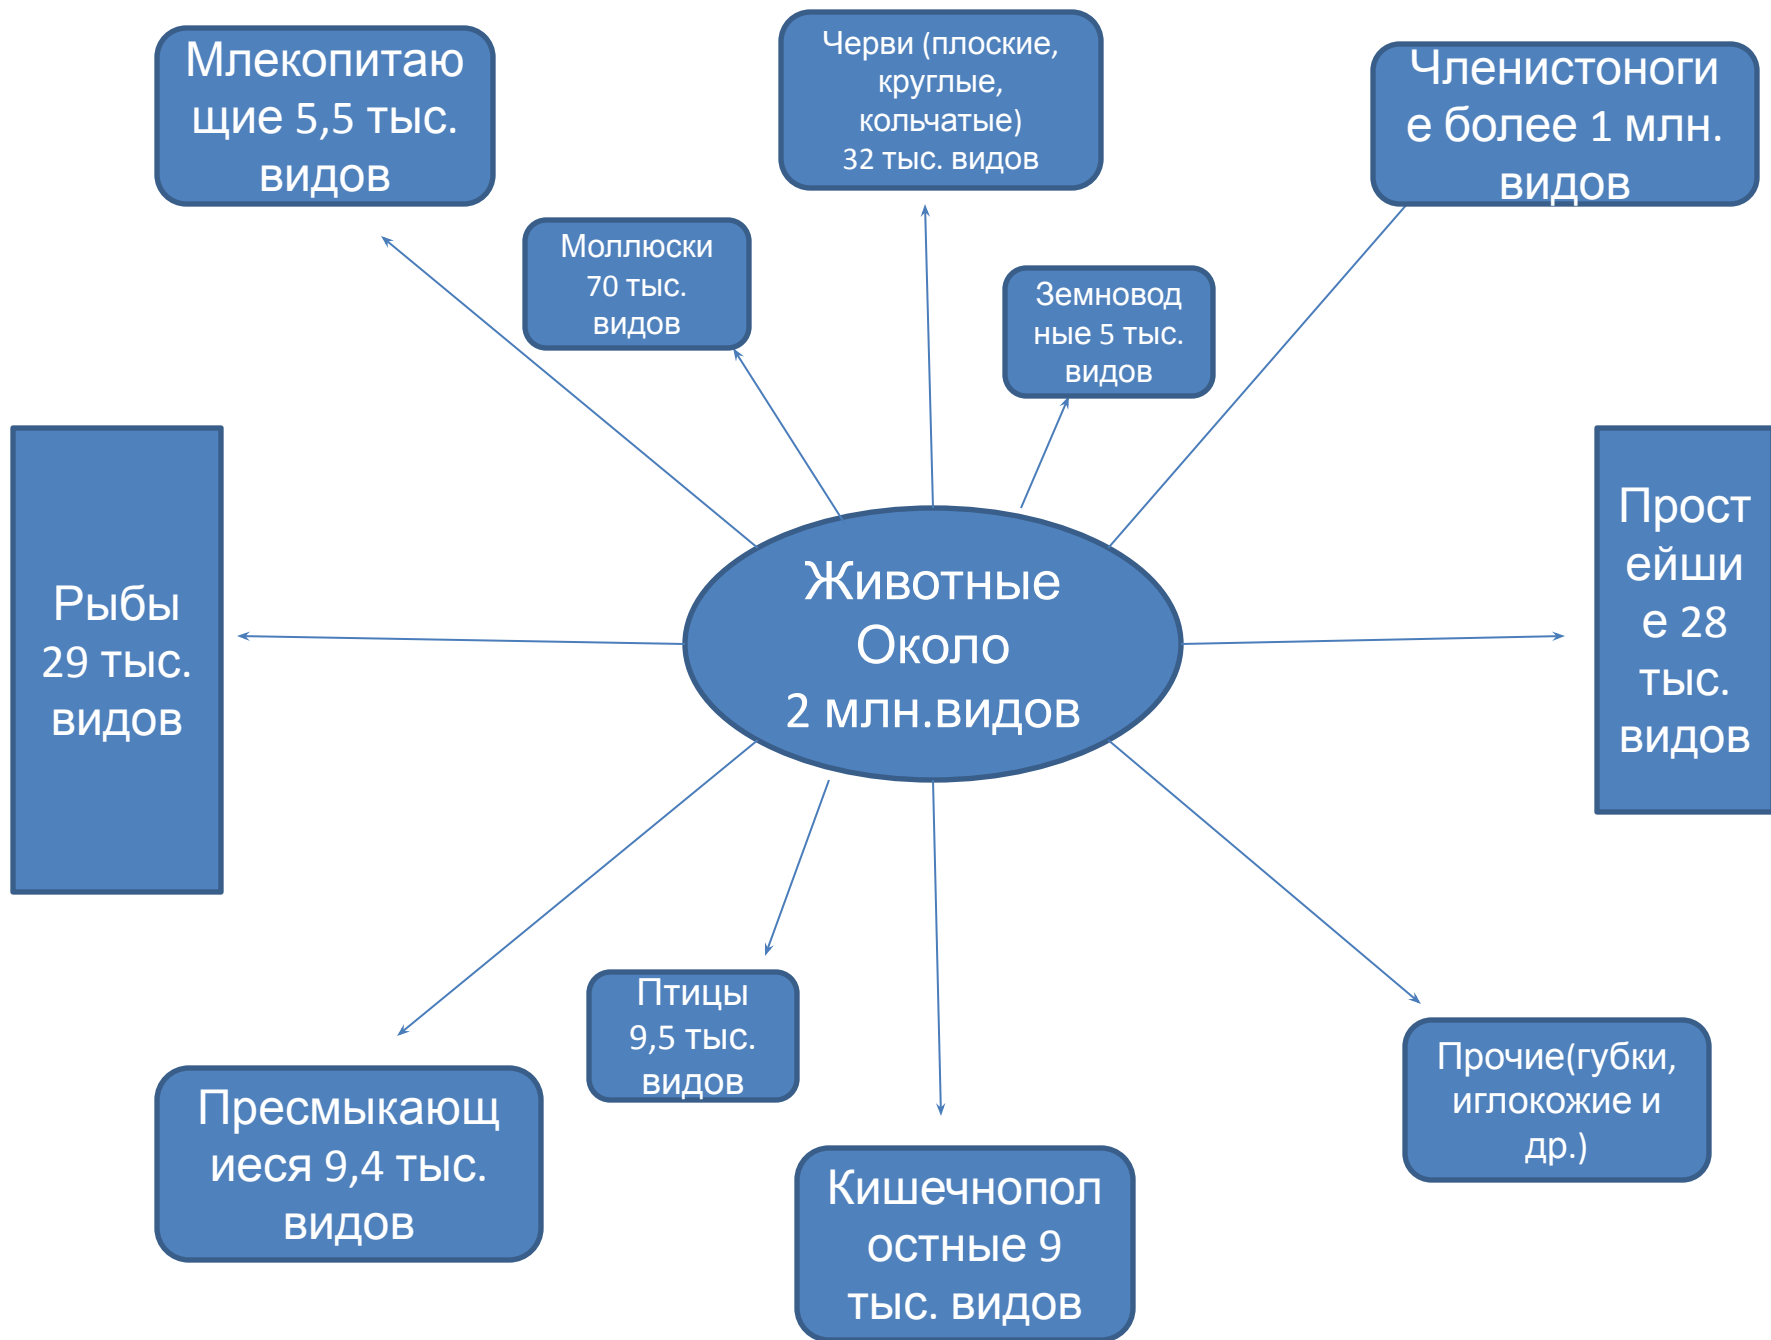 Млекопитаю
щие 5,5 тыс.
видов
Черви (плоские,
круглые,
кольчатые)
32 тыс. видов
Членистоноги
е более 1 млн.
видов
Моллюски
70 тыс.
видов
Земновод
ные 5 тыс.
видов
Рыбы
29 тыс.
видов
Животные
Около
2 млн.видов
Прост
ейши
е 28
тыс.
видов
Пресмыкающ
иеся 9,4 тыс.
видов
Птицы
9,5 тыс.
видов
Кишечнопол
остные 9
тыс. видов
Прочие(губки,
иглокожие и
др.)